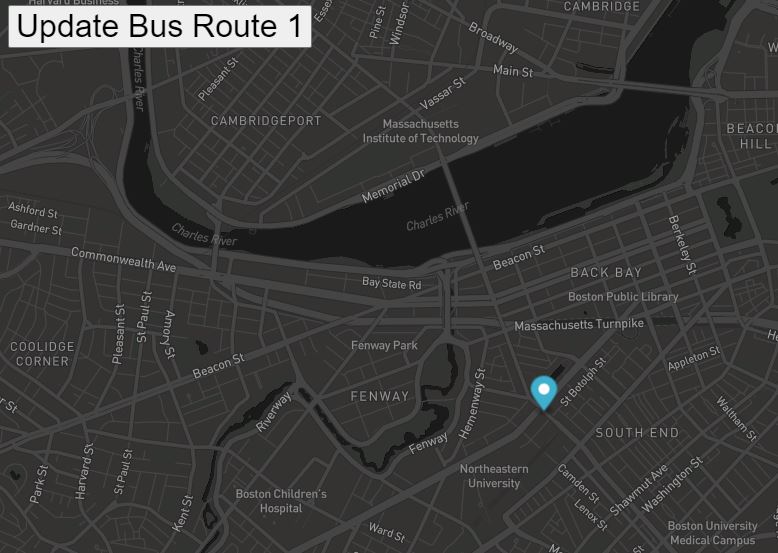 Harvard Business
Update Bus Route 1
CAMBRIDGE
Pine St
Windsor
Broadway
Main St
Charles River
Pleasant St
Vassar St
CAMBRIDGEPORT
Massachusetts
Institute of Technology
BEACON
HILL
Memorial Dr
Ashford St
Gardner St
Charles River
Charles River
Berkeley St
Commonwealth Ave
Beacon St
BACK BAY
Bay State Rd
Boston Public Library
Pleasant St
St Paul St
Amory St
Massachusetts Turnpike
COOLIDGE
CORNER
Fenway Park
Beacon St
Appleton St
FENWAY
St Botolph St
Hemenway St
Riverway
Waltham St
SOUTH END
Fenway
Park St
Harvard St
St Paul St
Northeastern
University
Camden St
Shawmut Ave
Washington St
Kent St
Boston Children's
Hospital
Lenox St
Ward St
Boston University
Medical Campus